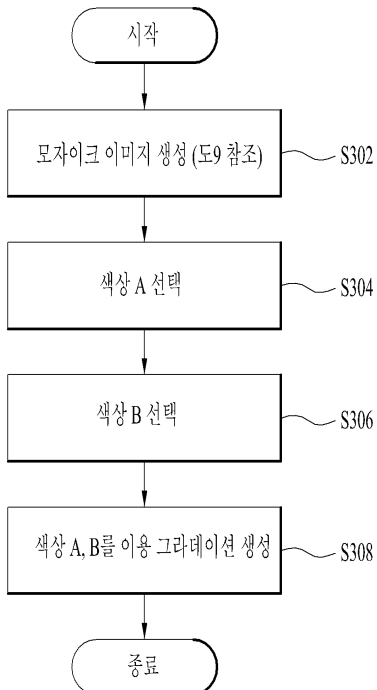 시작
모자이크 이미지 생성 (도9 참조)
S302
색상 A 선택
S304
색상 B 선택
S306
색상 A, B를 이용 그라데이션 생성
S308
종료